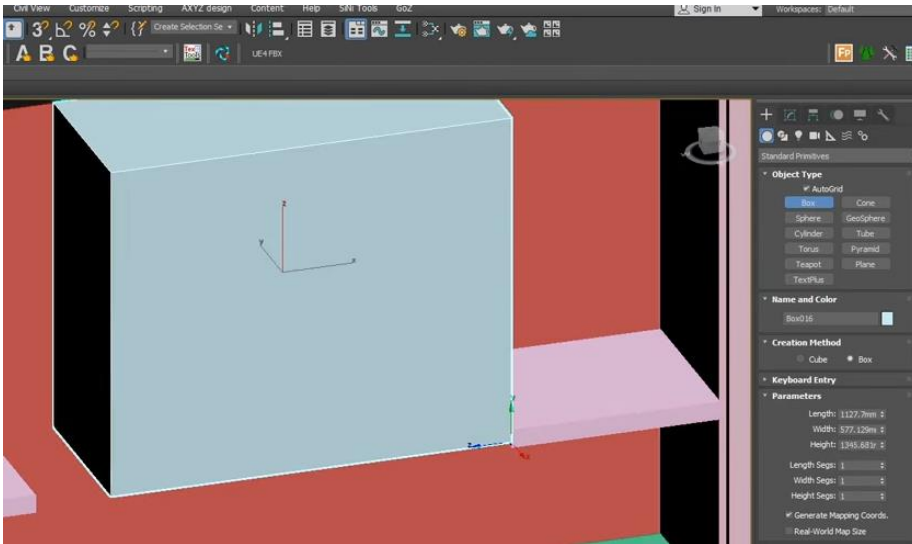 Civil View Customize Scripting AXYZ design Content Help SiNi Tools GoZ Sign In Workspaces: Default
Create Selection Se
A B C UE4 FBX
Standard Primitives
Object Type
AutoGrid
Box Cone
Sphere GeoSphere
Cylinder Tube
Torus Pyramid
Teapot Plane
TextPlus
Name and Color
Box016
Creation Method
Cube Box
Keyboard Entry
Parameters
Length: 1127.7mm
Width: 577.129m
Height: 1345.681r
Length Segs: 1
Width Segs: 1
Height Segs: 1
Generate Mapping Coords.
Real-World Map Size